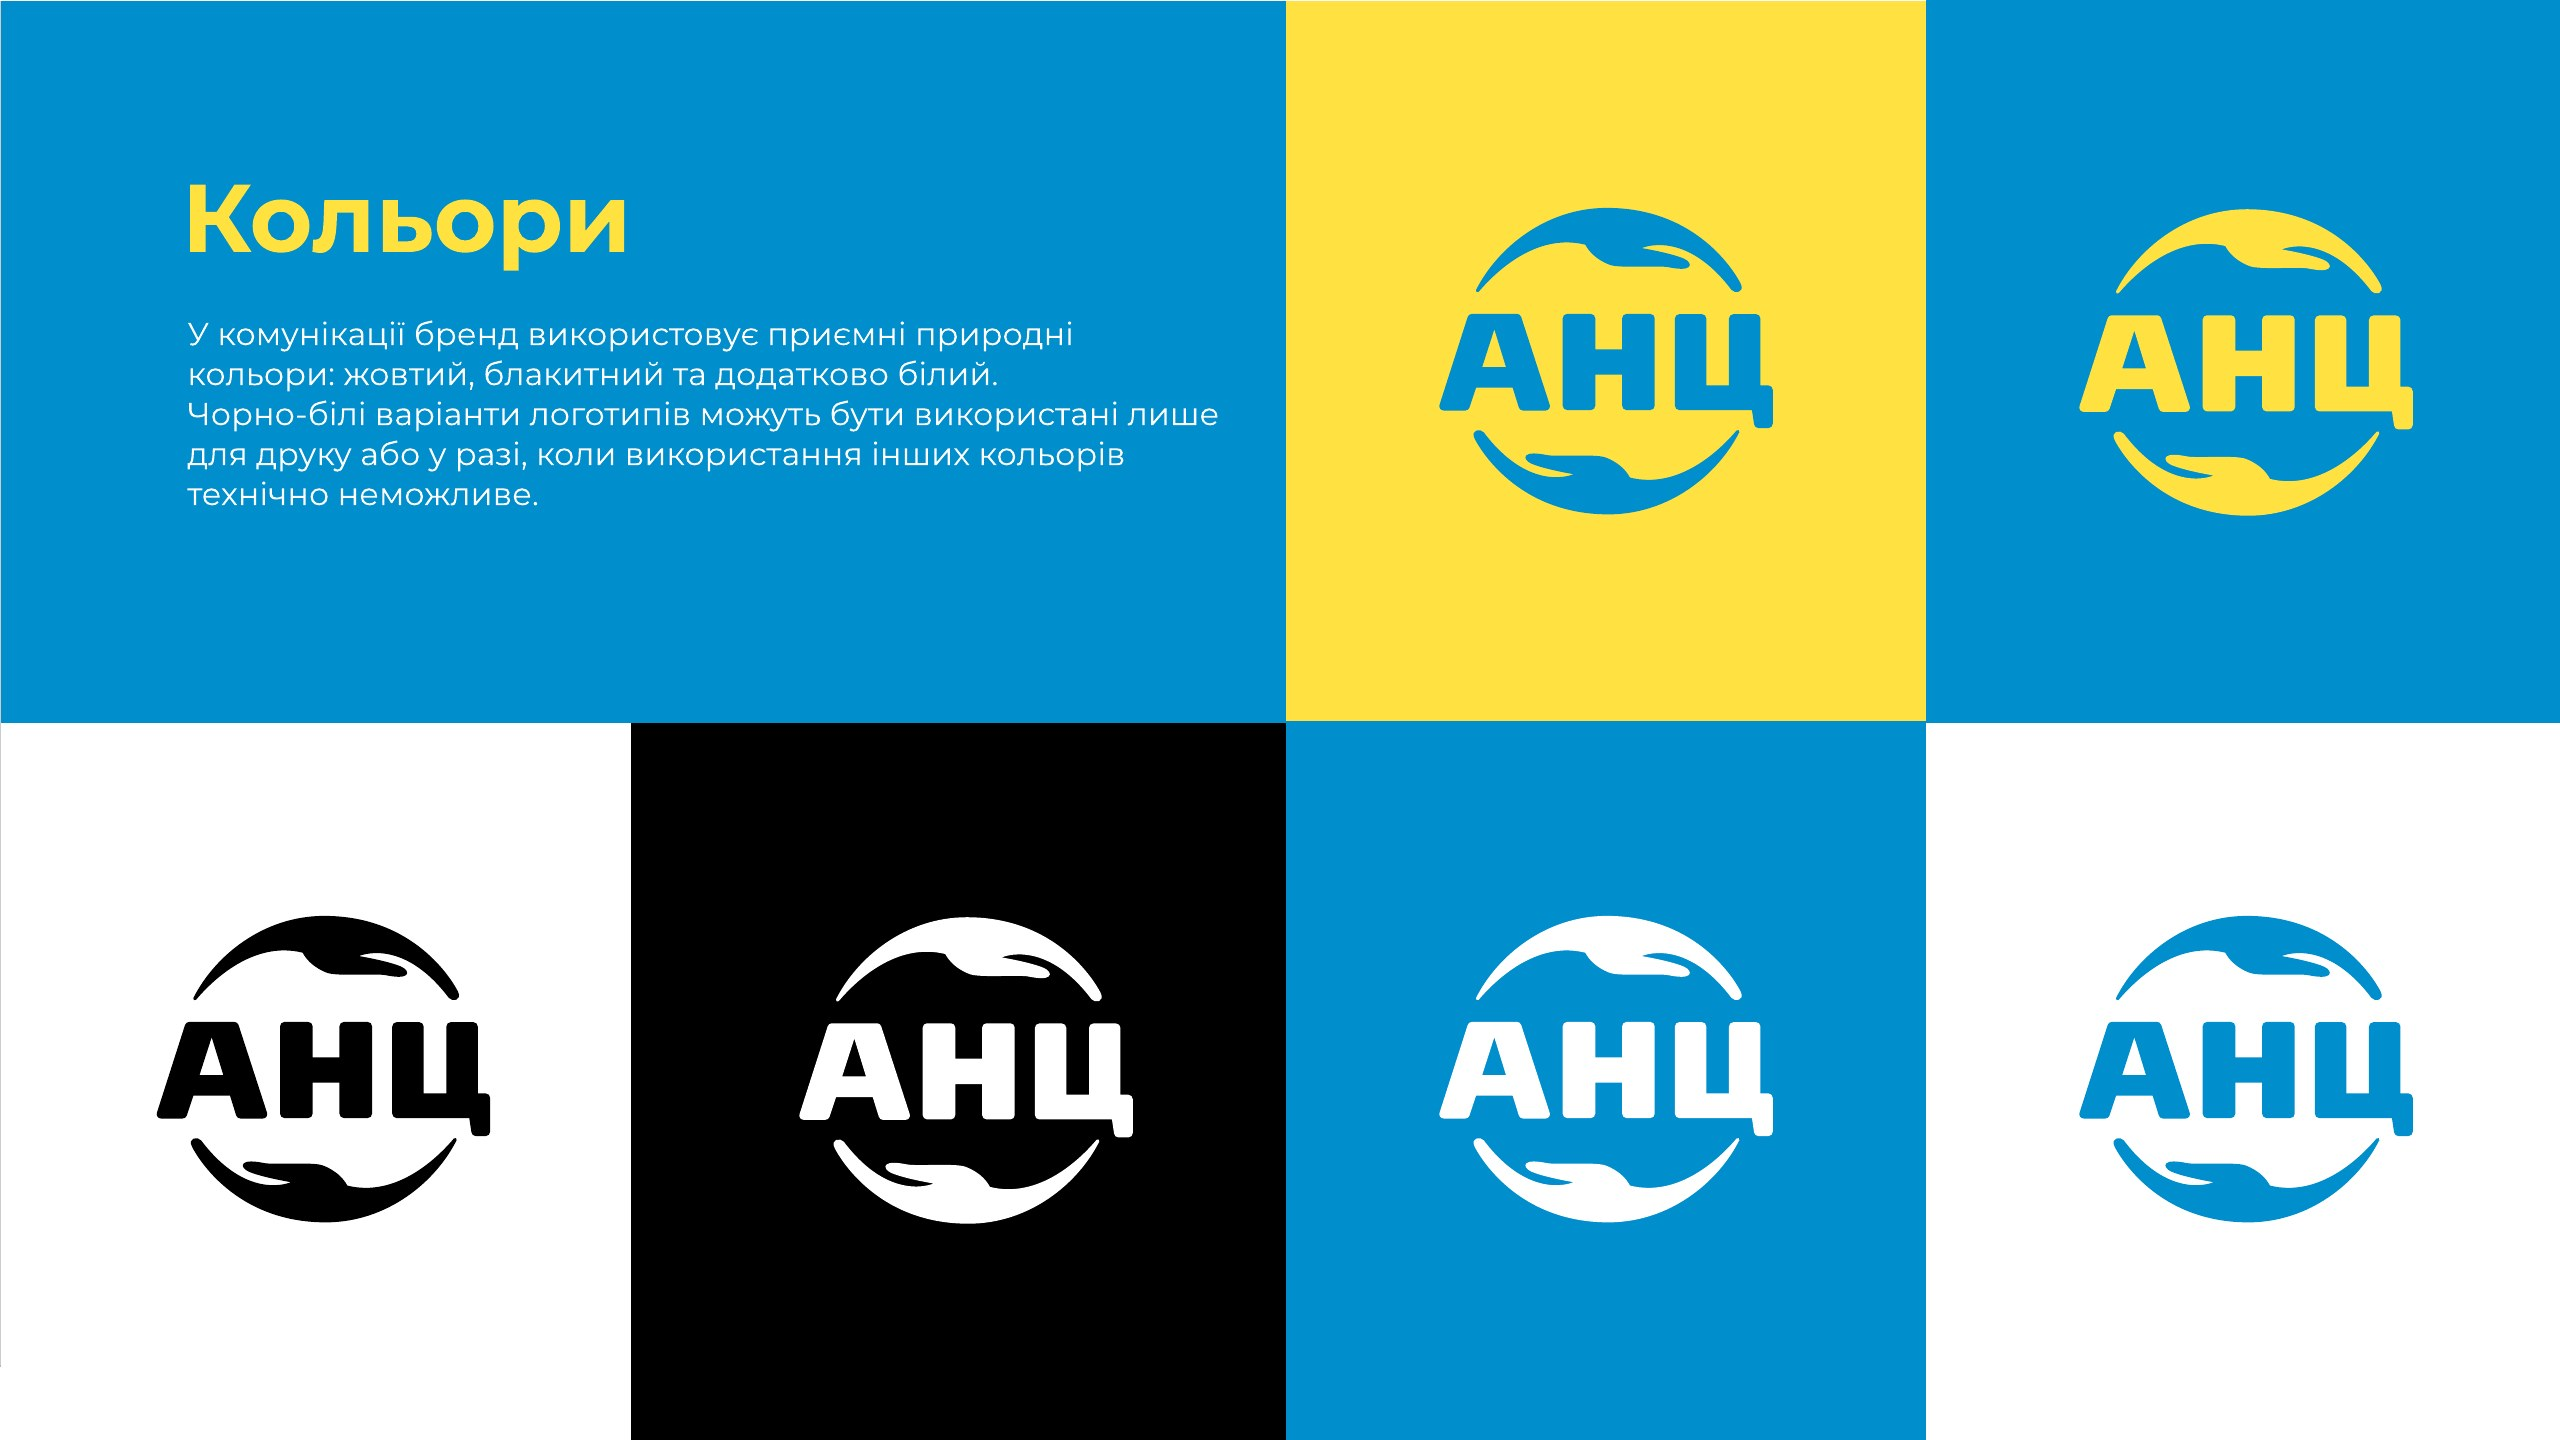 Кольори
У комунікації бренд використовує приємні природні
кольори: жовтий, блакитний та додатково білий.
Чорно-білі варіанти логотипів можуть бути використані лише
для друку або у разі, коли використання інших кольорів
технічно неможливе.
АНЦ
АНЦ
АНЦ
АНЦ
АНЦ
АНЦ